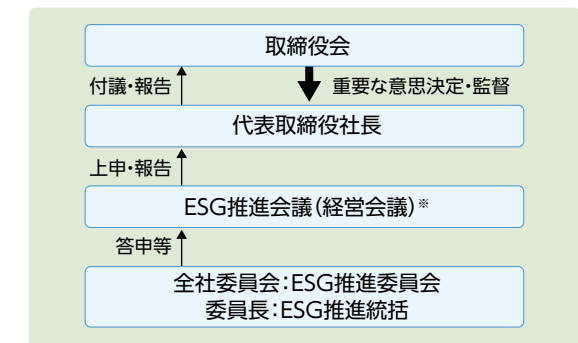 取締役会
付議・報告
重要な意思決定・監督
代表取締役社長
上申・報告
ESG推進会議(経営会議)※
答申等
全社委員会:ESG推進委員会
委員長:ESG推進統括